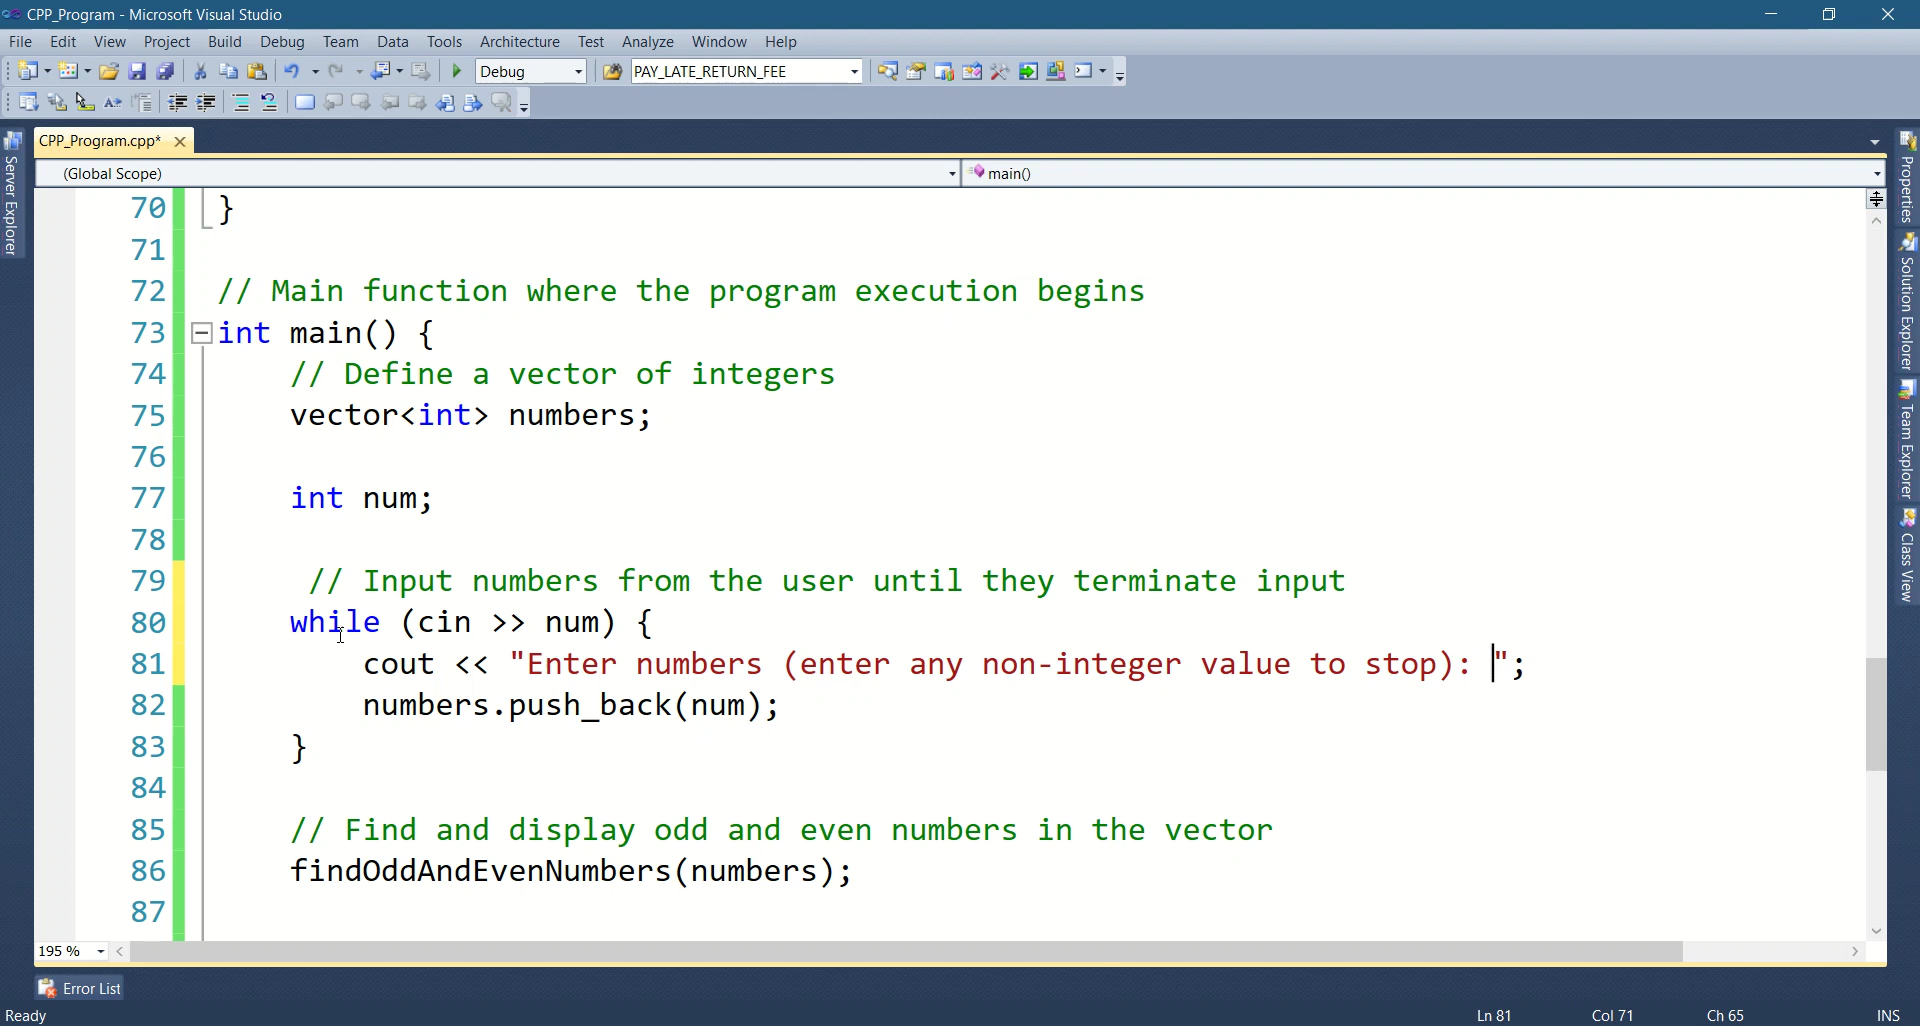 CPP_Program - Microsoft Visual Studio
File Edit View Project Build Debug Team Data Tools Architecture Test Analyze Window Help
Debug PAY_LATE_RETURN_FEE
CPP_Program.cpp*
(Global Scope) main()
Server Explorer
70 }
71
72 // Main function where the program execution begins
73 int main() {
74 // Define a vector of integers
75 vector<int> numbers;
76
77 int num;
78
79 // Input numbers from the user until they terminate input
80 while (cin >> num) {
81 cout << "Enter numbers (enter any non-integer value to stop): ";
82 numbers.push_back(num);
83 }
84
85 // Find and display odd and even numbers in the vector
86 findOddAndEvenNumbers(numbers);
87
Properties
Solution Explorer
Team Explorer
Class View
195 %
Error List
Ready Ln 81 Col 71 Ch 65 INS